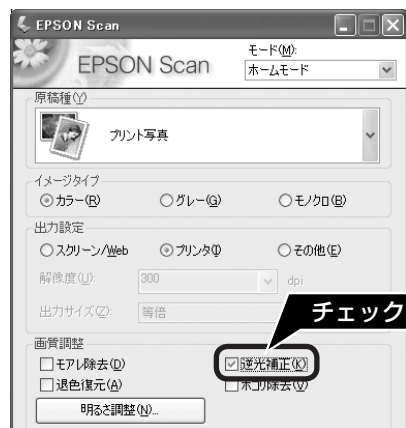 EPSON Scan
EPSON Scan
モード(M):
ホームモード
原稿種(Y)
プリント写真
イメージタイプ
カラー(R) グレー(G) モノクロ(B)
出力設定
スクリーン/Web プリンタ(I) その他(E)
解像度(U): 300 dpi
出力サイズ(Z): 等倍
チェック
画質調整
モアレ除去(D) 逆光補正(K)
退色復元(A) ホコリ除去(V)
明るさ調整(N)...